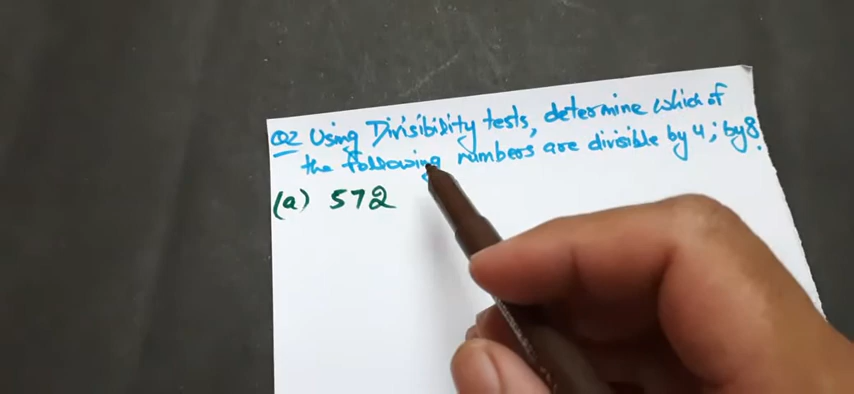 Q2 Using Divisibility tests, determine which of
the following numbers are divisible by 4; by 8.
(a) 572